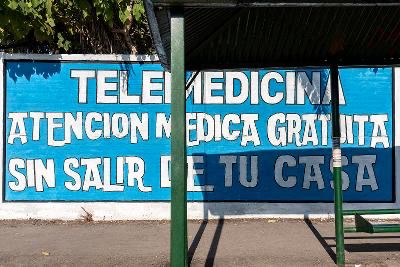 TELEMEDICINA
ATENCION MEDICA GRATUITA
SIN SALIR DE TU CASA